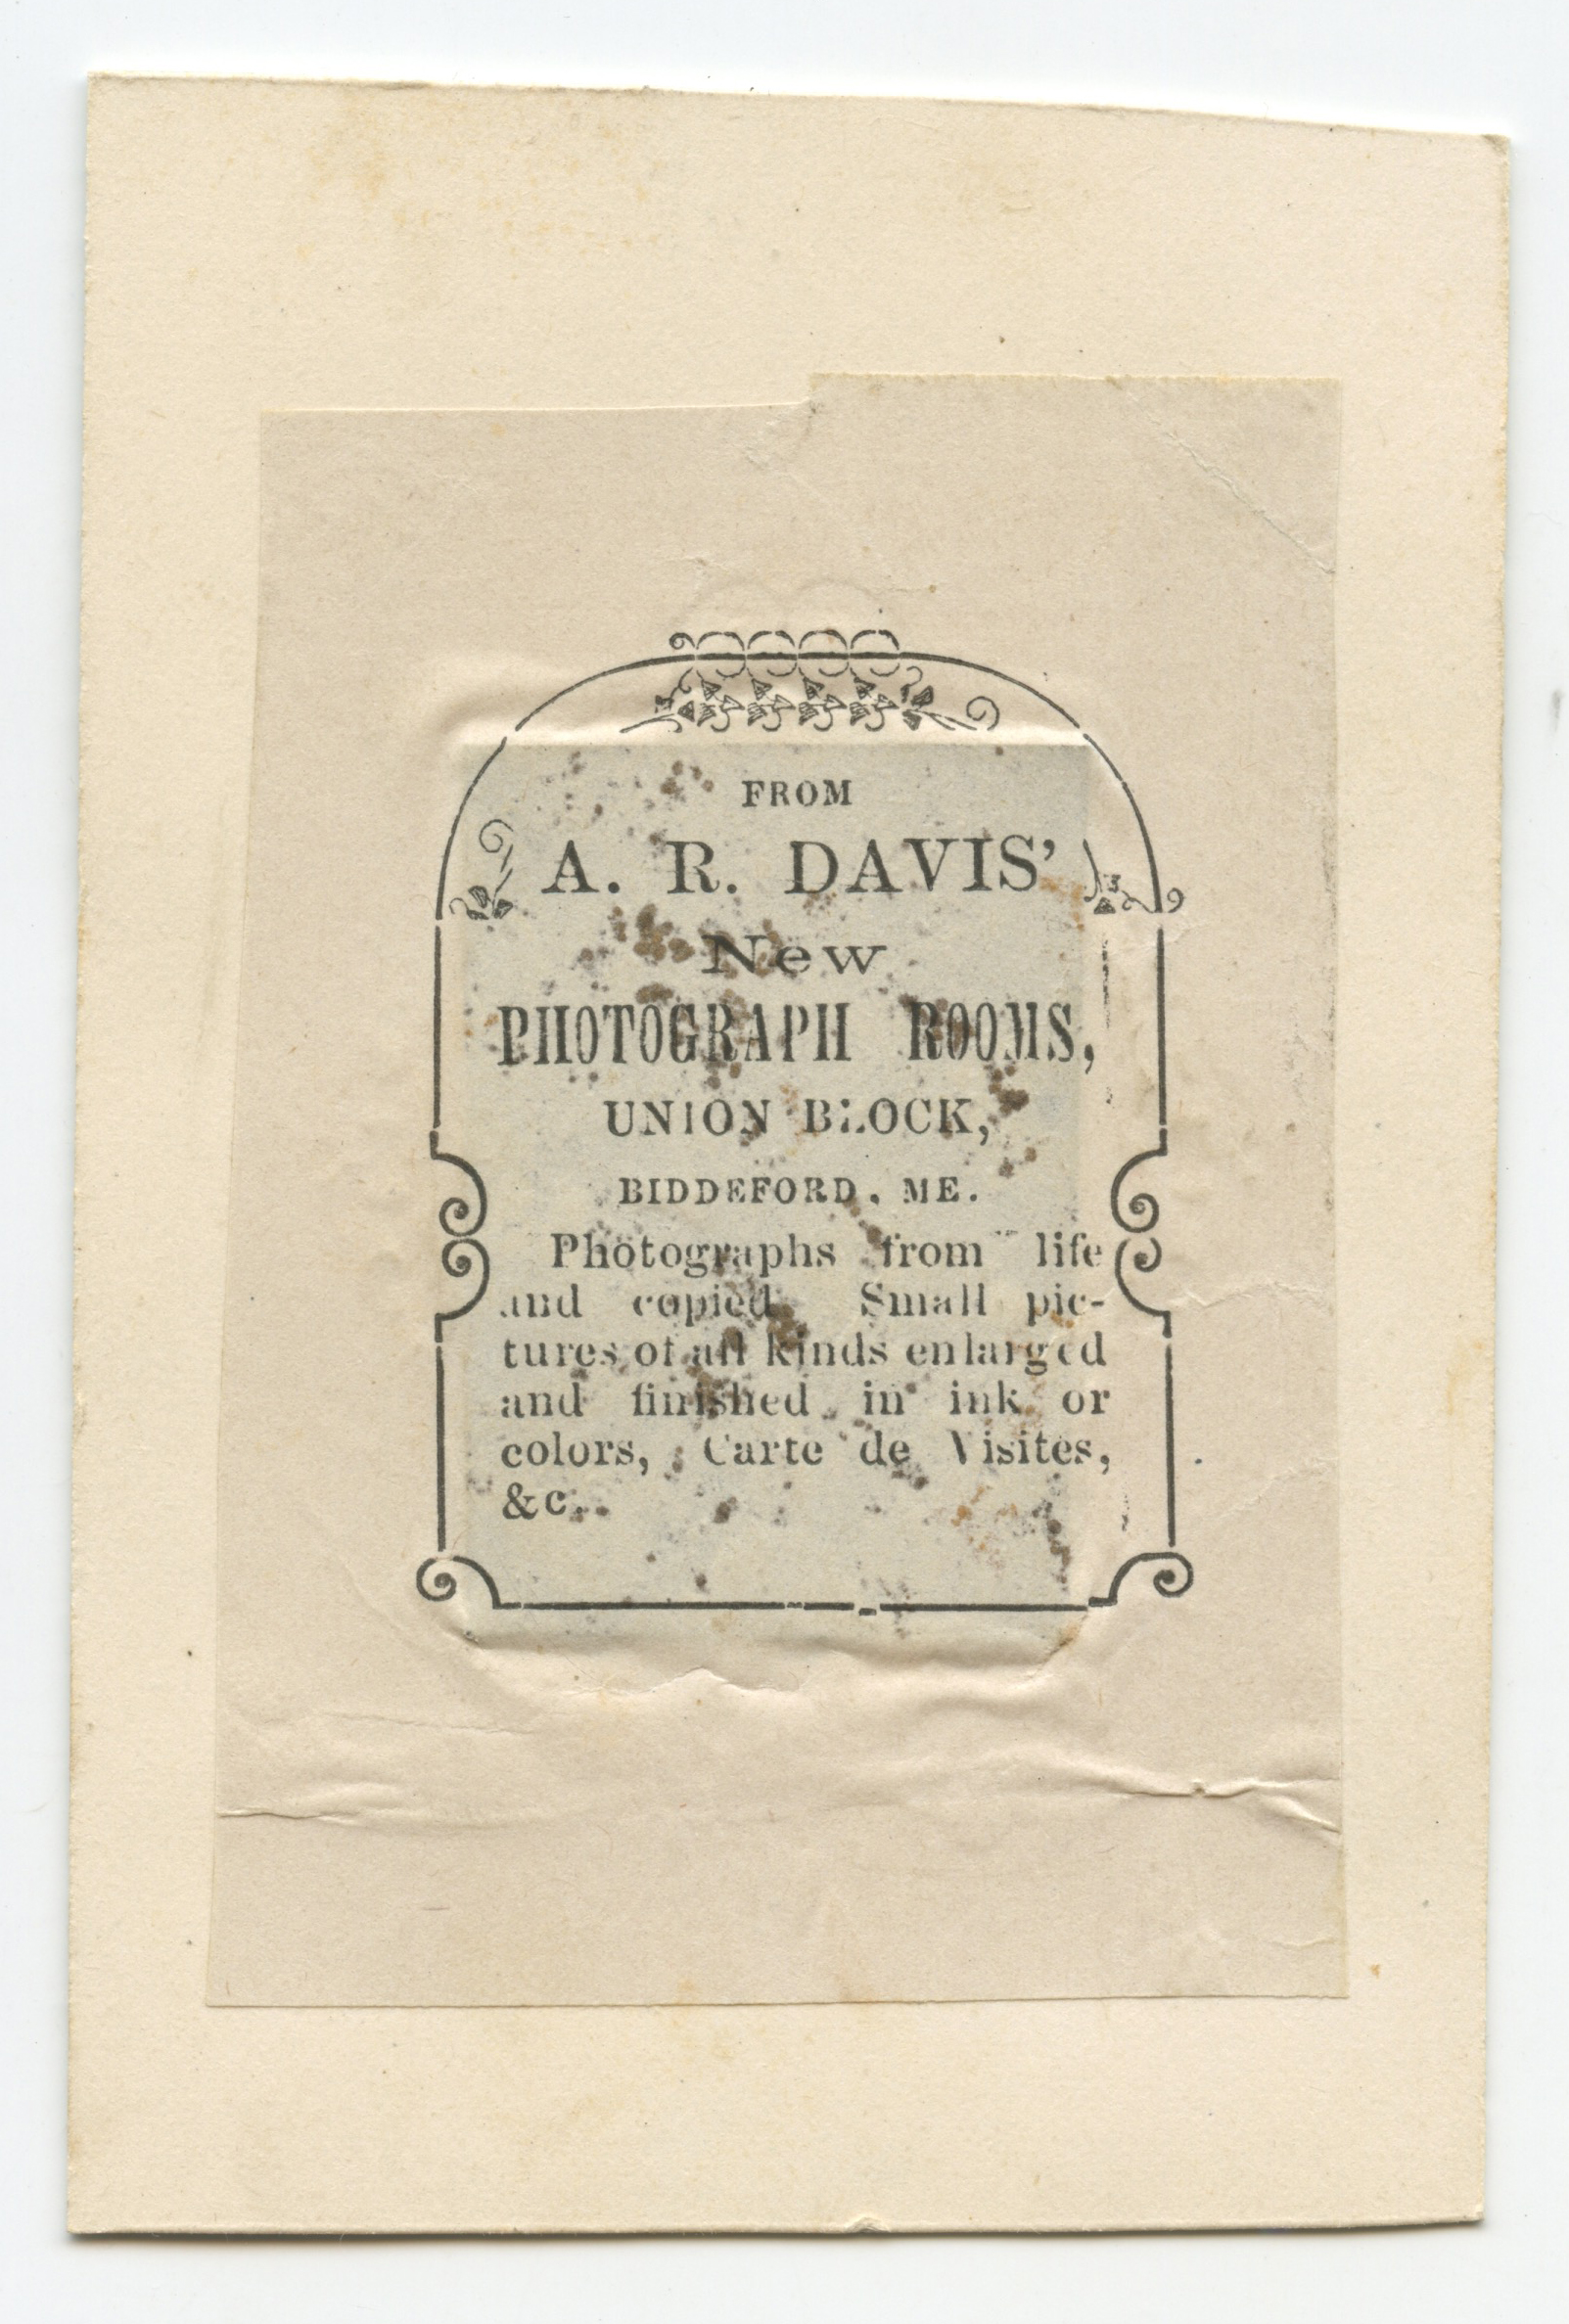 FROM
A. R. DAVIS'
New
PHOTOGRAPH ROOMS,
UNION BLOCK,
BIDDEFORD, ME.
Photographs from life
and copied. Small pic-
tures of all kinds enlarged
and finished in ink or
colors, Carte de Visites,
&c.